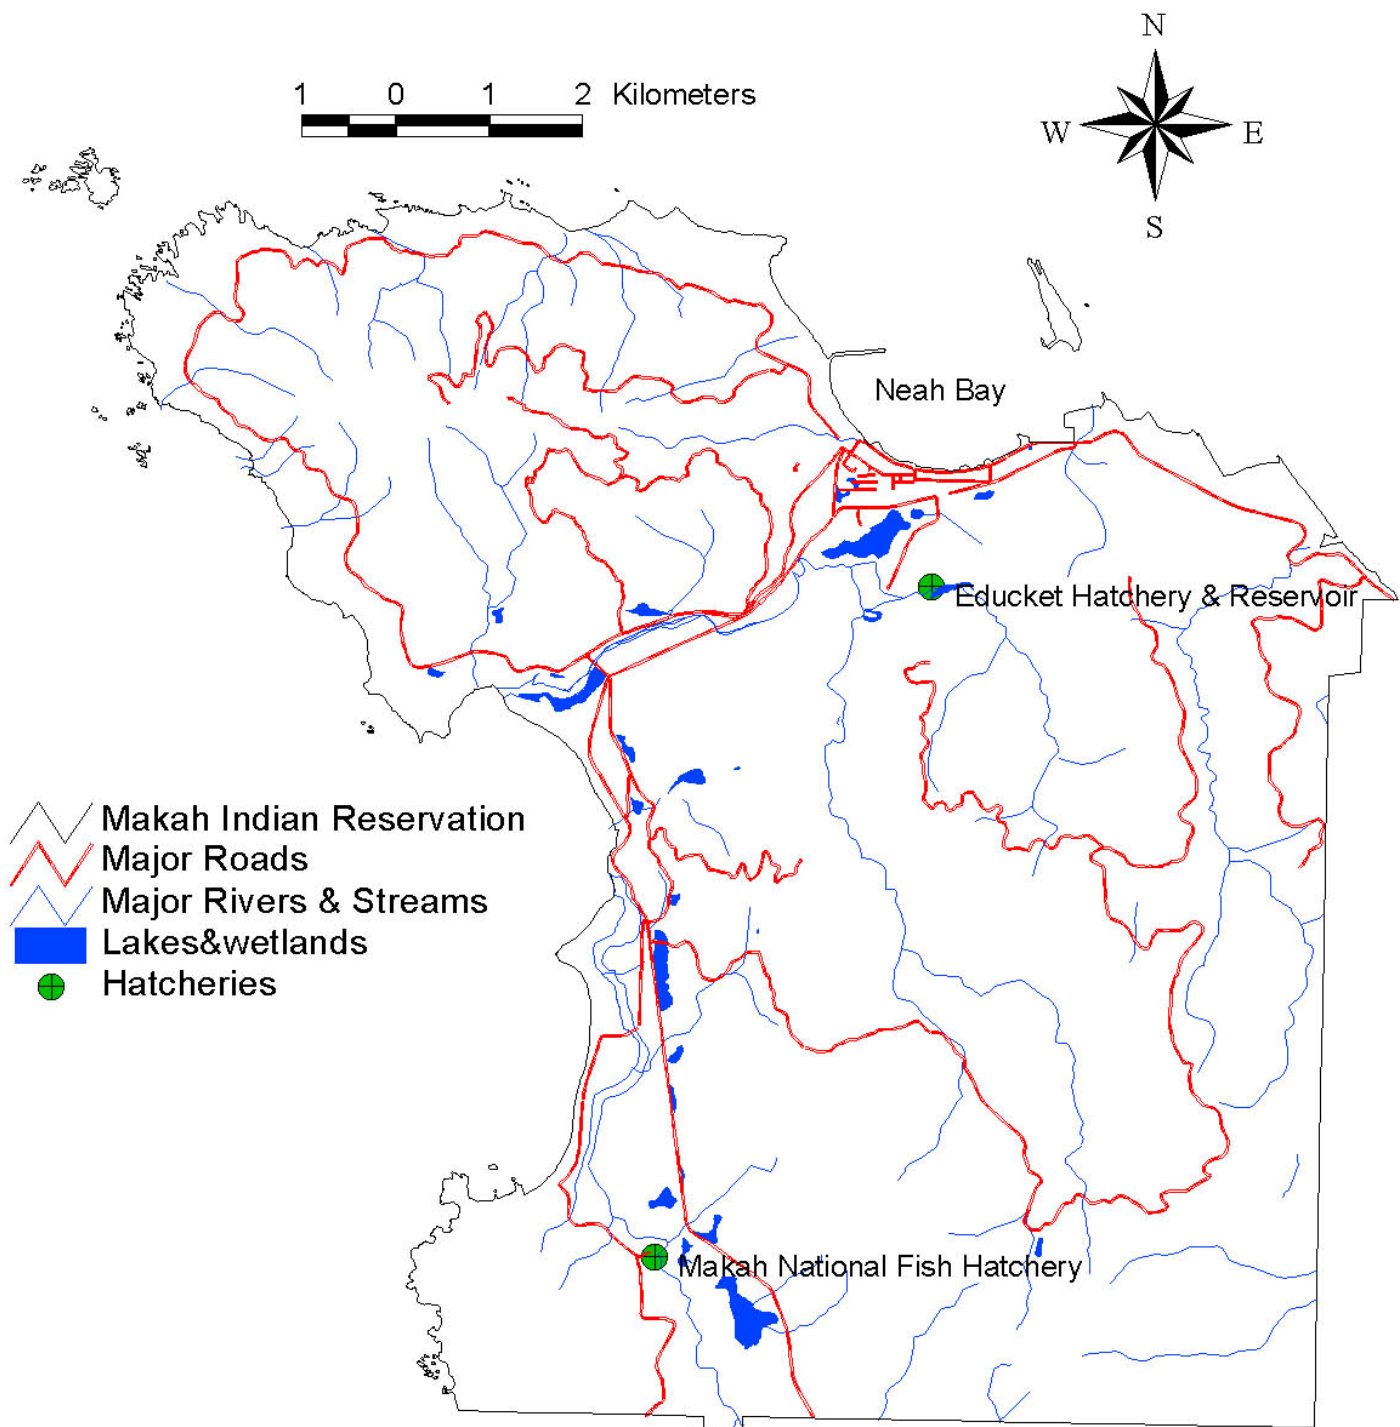 N
1 0 1 2 Kilometers
W E
S
Neah Bay
Educket Hatchery & Reservoir
Makah Indian Reservation
Major Roads
Major Rivers & Streams
Lakes&wetlands
Hatcheries
Makah National Fish Hatchery